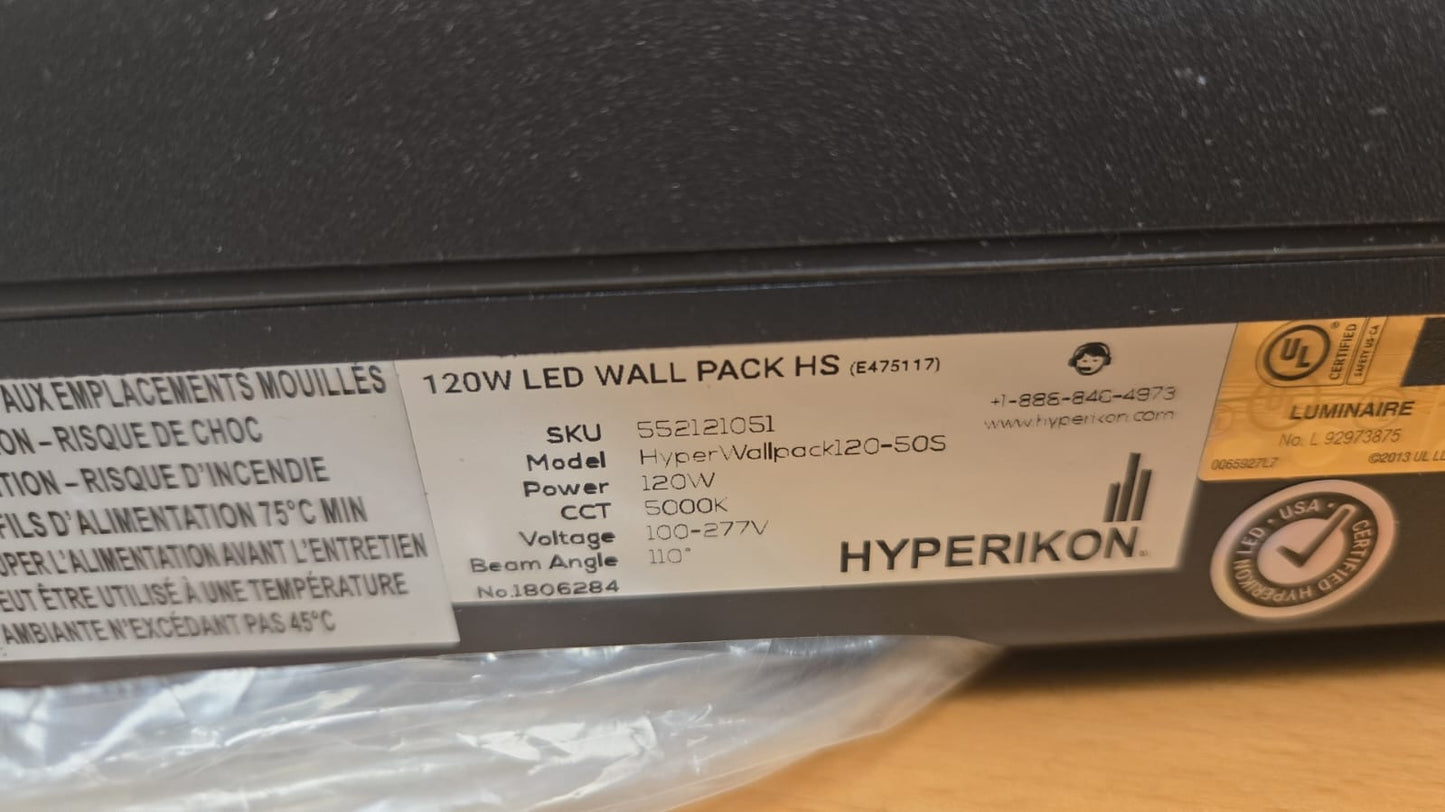 AUX EMPLACEMENTS MOUILLÉS
ON – RISQUE DE CHOC
TION – RISQUE D'INCENDIE
FILS D'ALIMENTATION 75°C MIN
UPER L'ALIMENTATION AVANT L'ENTRETIEN
EUT ÊTRE UTILISÉ À UNE TEMPÉRATURE
AMBIANTE N'EXCÉDANT PAS 45°C
120W LED WALL PACK HS (E475117)
SKU 552121051
Model HyperWallpack120-50S
Power 120W
CCT 5000K
Voltage 100-277V
Beam Angle 110°
No.1806284
+1-888-840-4973
www.hyperikon.com
HYPERIKON
UL CERTIFIED
SAFETY US-CA
LUMINAIRE
No. L 92973875
006592717 ©2013 UL LL
USA • CERTIFIED HYPERIKON LED •